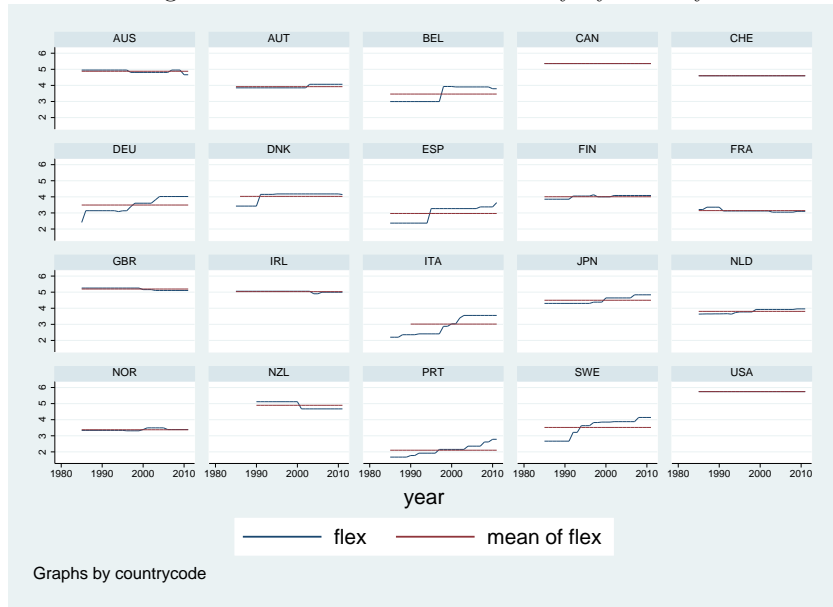 AUS AUT BEL CAN CHE
2 3 4 5 6
DEU DNK ESP FIN FRA
2 3 4 5 6
GBR IRL ITA JPN NLD
2 3 4 5 6
NOR NZL PRT SWE USA
2 3 4 5 6
1980 1990 2000 2010 1980 1990 2000 2010 1980 1990 2000 2010 1980 1990 2000 2010 1980 1990 2000 2010
year
flex mean of flex
Graphs by countrycode